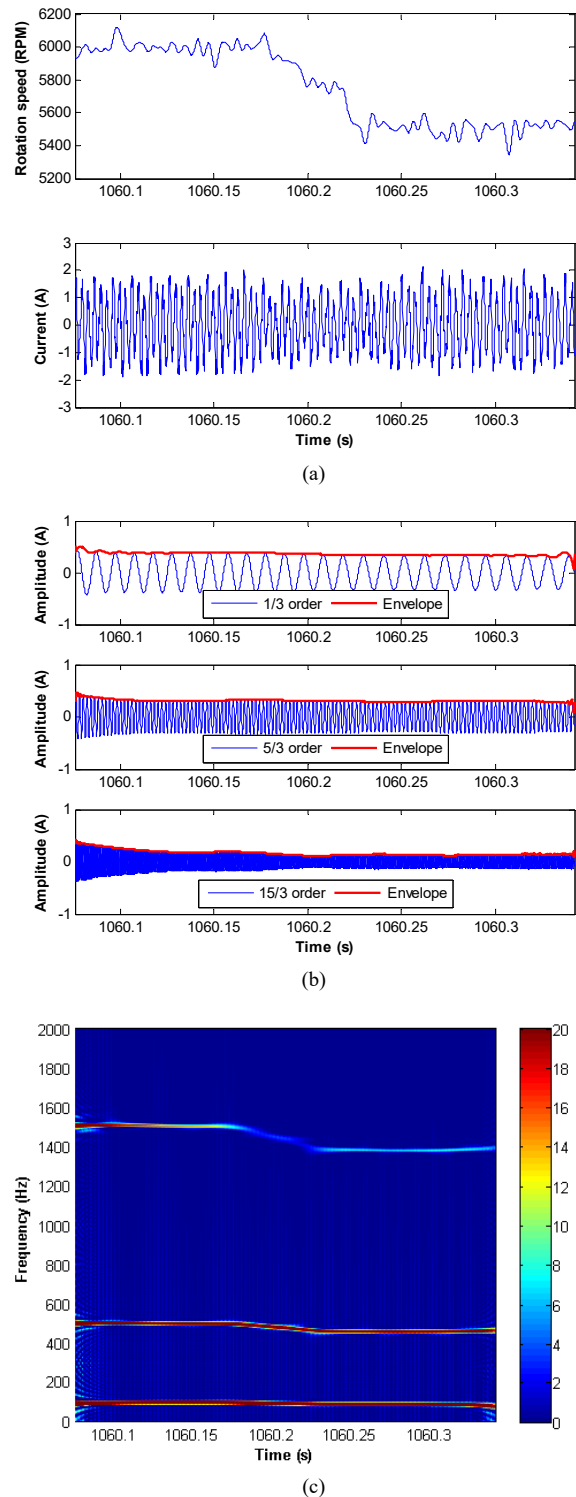 6200
6000
5800
5600
5400
5200
Rotation speed (RPM)
1060.1 1060.15 1060.2 1060.25 1060.3
3
2
1
0
-1
-2
-3
Current (A)
1060.1 1060.15 1060.2 1060.25 1060.3
Time (s)
(a)
1
0
-1
Amplitude (A)
1/3 order Envelope
1060.1 1060.15 1060.2 1060.25 1060.3
1
0
-1
Amplitude (A)
5/3 order Envelope
1060.1 1060.15 1060.2 1060.25 1060.3
1
0
-1
Amplitude (A)
15/3 order Envelope
1060.1 1060.15 1060.2 1060.25 1060.3
Time (s)
(b)
2000
1800
1600
1400
1200
1000
800
600
400
200
0
Frequency (Hz)
1060.1 1060.15 1060.2 1060.25 1060.3
Time (s)
20
18
16
14
12
10
8
6
4
2
0
(c)